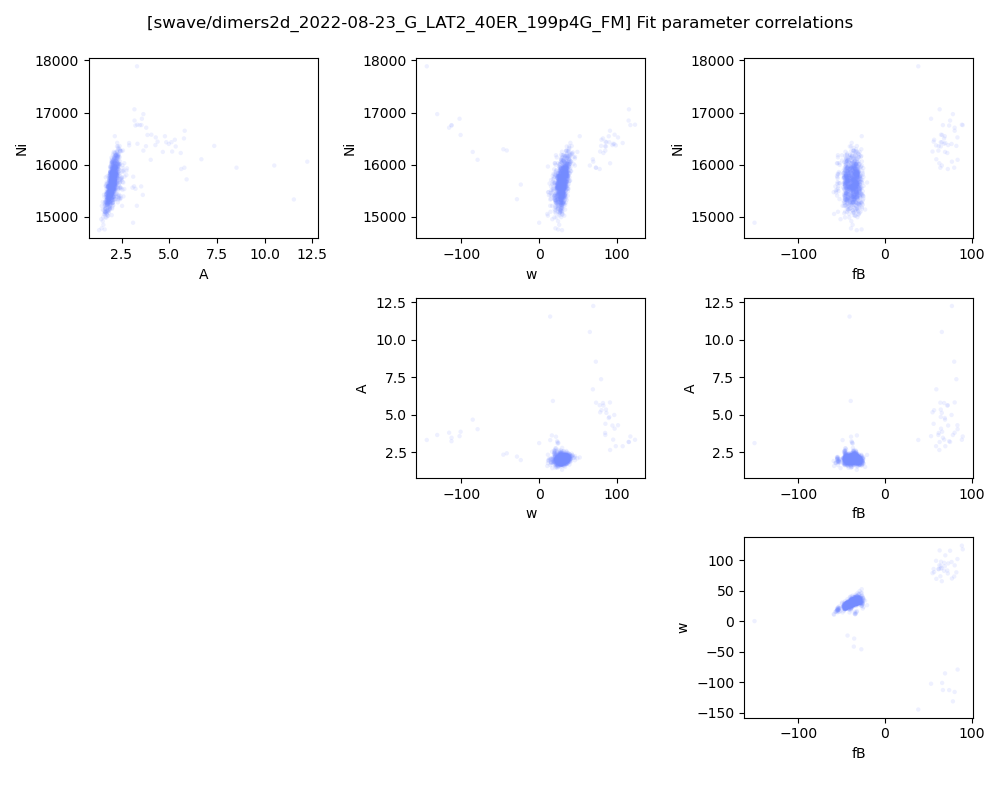 [swave/dimers2d_2022-08-23_G_LAT2_40ER_199p4G_FM] Fit parameter correlations
18000
17000
16000
15000
Ni
2.5 5.0 7.5 10.0 12.5
A
18000
17000
16000
15000
Ni
−100 0 100
w
18000
17000
16000
15000
Ni
−100 0 100
fB
12.5
10.0
7.5
5.0
2.5
A
−100 0 100
w
12.5
10.0
7.5
5.0
2.5
A
−100 0 100
fB
100
50
0
−50
−100
−150
w
−100 0 100
fB